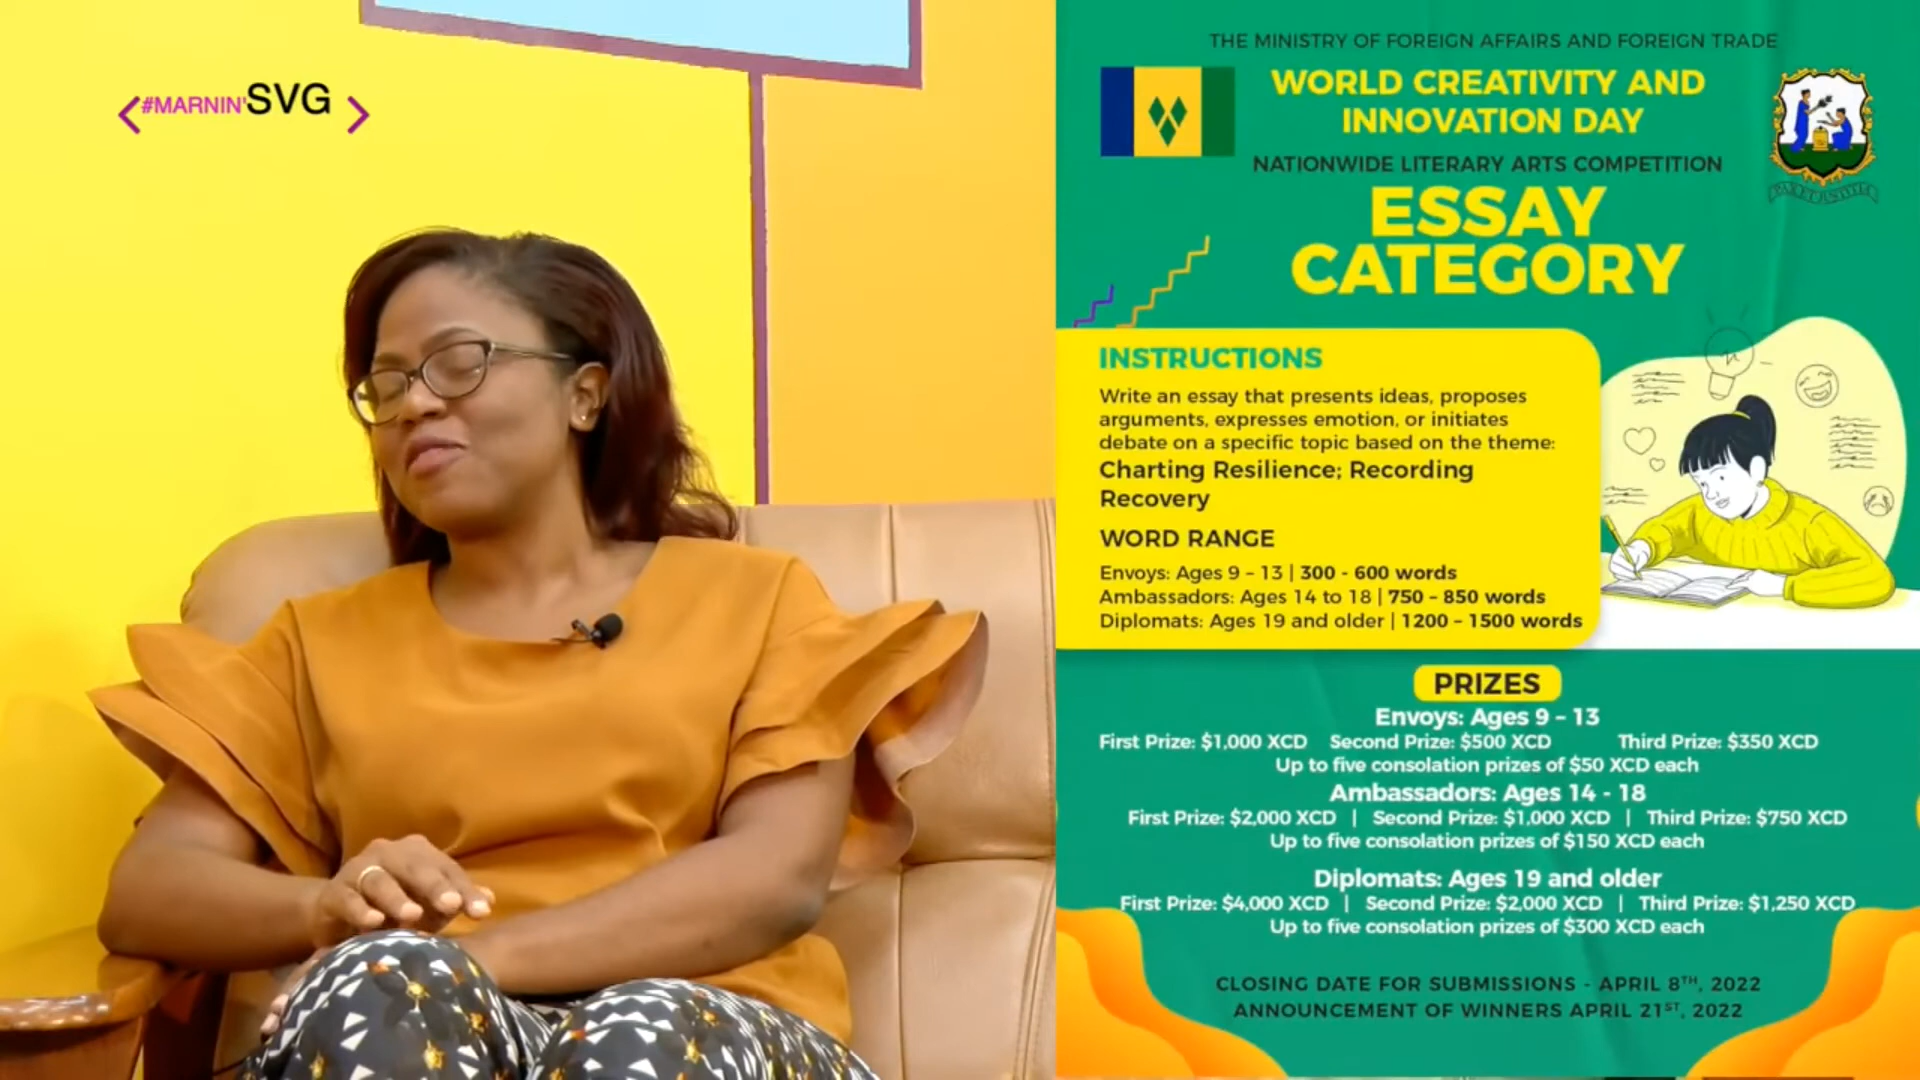 #MARNIN'SVG
THE MINISTRY OF FOREIGN AFFAIRS AND FOREIGN TRADE
WORLD CREATIVITY AND
INNOVATION DAY
NATIONWIDE LITERARY ARTS COMPETITION
ESSAY
CATEGORY
INSTRUCTIONS
Write an essay that presents ideas, proposes
arguments, expresses emotion, or initiates
debate on a specific topic based on the theme:
Charting Resilience; Recording
Recovery
WORD RANGE
Envoys: Ages 9 – 13 | 300 - 600 words
Ambassadors: Ages 14 to 18 | 750 – 850 words
Diplomats: Ages 19 and older | 1200 – 1500 words
PRIZES
Envoys: Ages 9 – 13
First Prize: $1,000 XCD Second Prize: $500 XCD Third Prize: $350 XCD
Up to five consolation prizes of $50 XCD each
Ambassadors: Ages 14 - 18
First Prize: $2,000 XCD | Second Prize: $1,000 XCD | Third Prize: $750 XCD
Up to five consolation prizes of $150 XCD each
Diplomats: Ages 19 and older
First Prize: $4,000 XCD | Second Prize: $2,000 XCD | Third Prize: $1,250 XCD
Up to five consolation prizes of $300 XCD each
CLOSING DATE FOR SUBMISSIONS - APRIL 8TH, 2022
ANNOUNCEMENT OF WINNERS APRIL 21ST, 2022